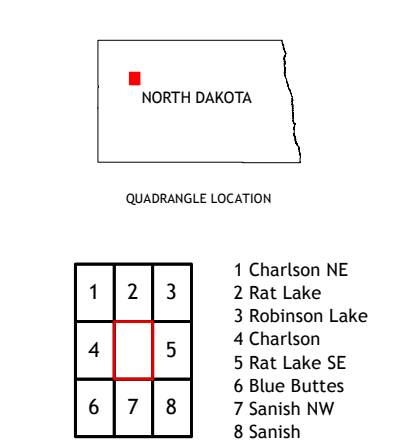 NORTH DAKOTA
QUADRANGLE LOCATION
1 2 3
4 5
6 7 8
1 Charlson NE
2 Rat Lake
3 Robinson Lake
4 Charlson
5 Rat Lake SE
6 Blue Buttes
7 Sanish NW
8 Sanish